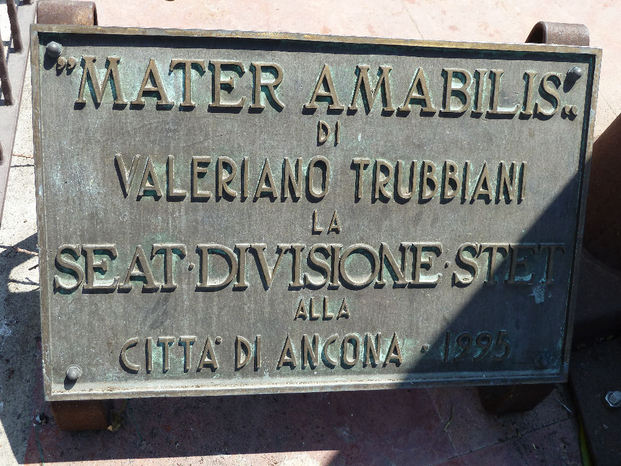 "MATER AMABILIS"
DI
VALERIANO TRUBBIANI
LA
SEAT·DIVISIONE·STET
ALLA
CITTA' DI ANCONA - 1995